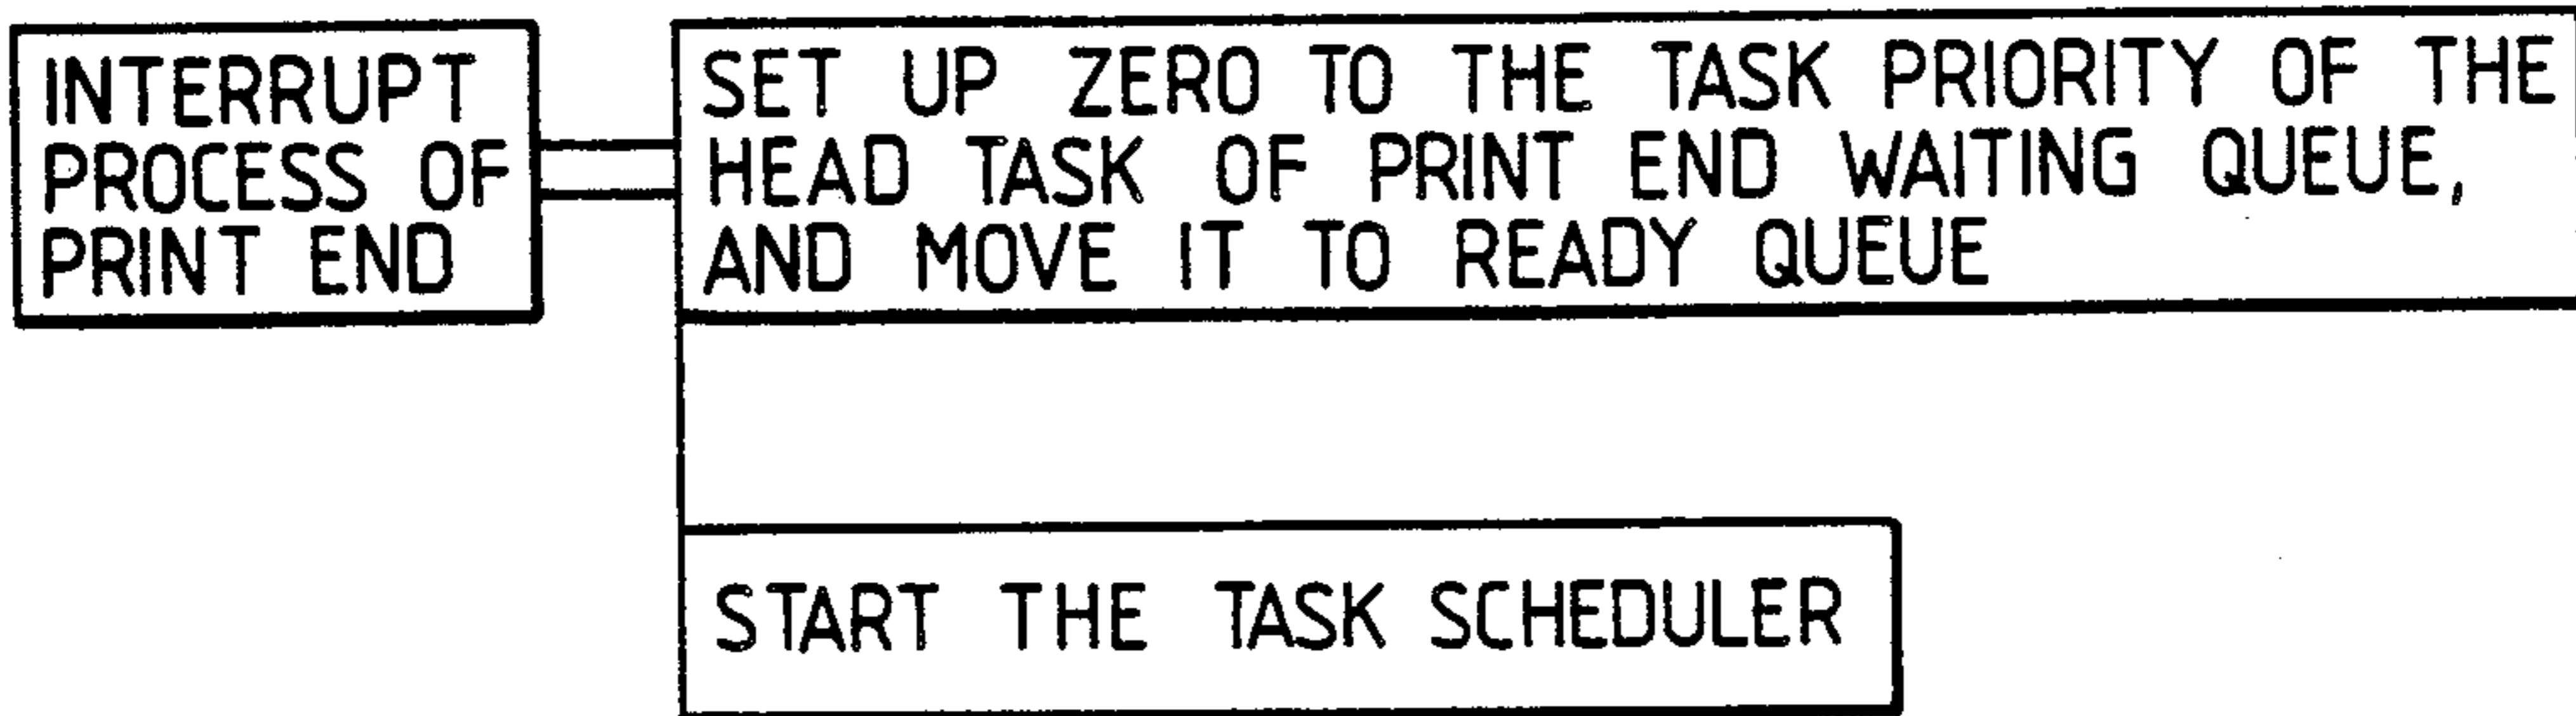 INTERRUPT
PROCESS OF
PRINT END
SET UP ZERO TO THE TASK PRIORITY OF THE
HEAD TASK OF PRINT END WAITING QUEUE,
AND MOVE IT TO READY QUEUE
START THE TASK SCHEDULER